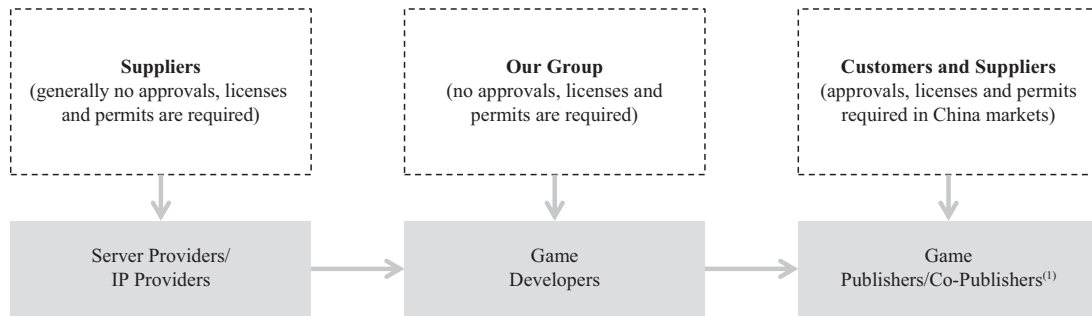 Suppliers
(generally no approvals, licenses
and permits are required)
Our Group
(no approvals, licenses and
permits are required)
Customers and Suppliers
(approvals, licenses and permits
required in China markets)
Server Providers/
IP Providers
Game
Developers
Game
Publishers/Co-Publishers(1)